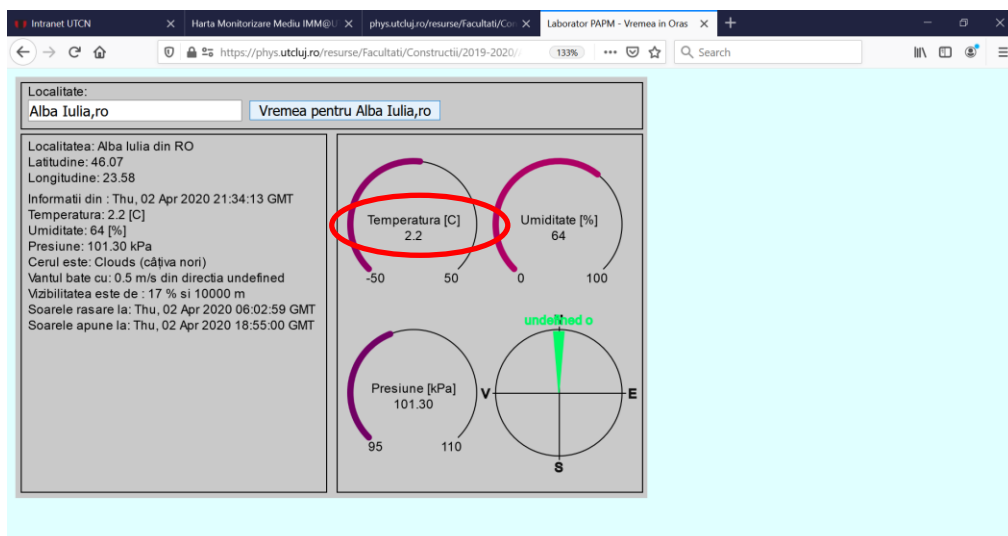 Intranet UTCN
Harta Monitorizare Mediu IMM@U
phys.utcluj.ro/resurse/Facultati/Con
Laborator PAPM - Vremea in Oras
https://phys.utcluj.ro/resurse/Facultati/Constructii/2019-2020/
133%
Search
Localitate:
Alba Iulia,ro
Vremea pentru Alba Iulia,ro
Localitatea: Alba Iulia din RO
Latitudine: 46.07
Longitudine: 23.58
Informatii din : Thu, 02 Apr 2020 21:34:13 GMT
Temperatura: 2.2 [C]
Umiditate: 64 [%]
Presiune: 101.30 kPa
Cerul este: Clouds (câțiva nori)
Vantul bate cu: 0.5 m/s din directia undefined
Vizibilitatea este de : 17 % si 10000 m
Soarele rasare la: Thu, 02 Apr 2020 06:02:59 GMT
Soarele apune la: Thu, 02 Apr 2020 18:55:00 GMT
Temperatura [C]
2.2
-50 50
Umiditate [%]
64
0 100
Presiune [kPa]
101.30
95 110
undefined o
V E
S